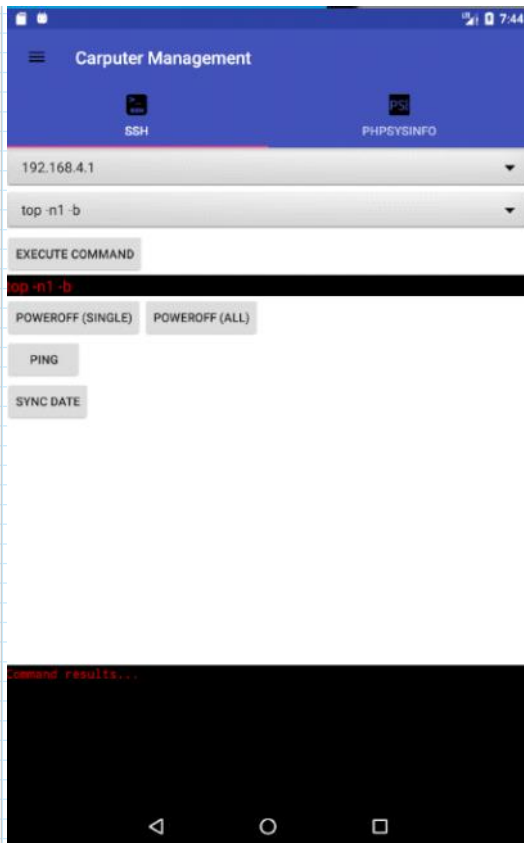 7:44
Carputer Management
SSH
PHPSYSINFO
192.168.4.1
top -n1 -b
EXECUTE COMMAND
top -n1 -b
POWEROFF (SINGLE) POWEROFF (ALL)
PING
SYNC DATE
Command results...